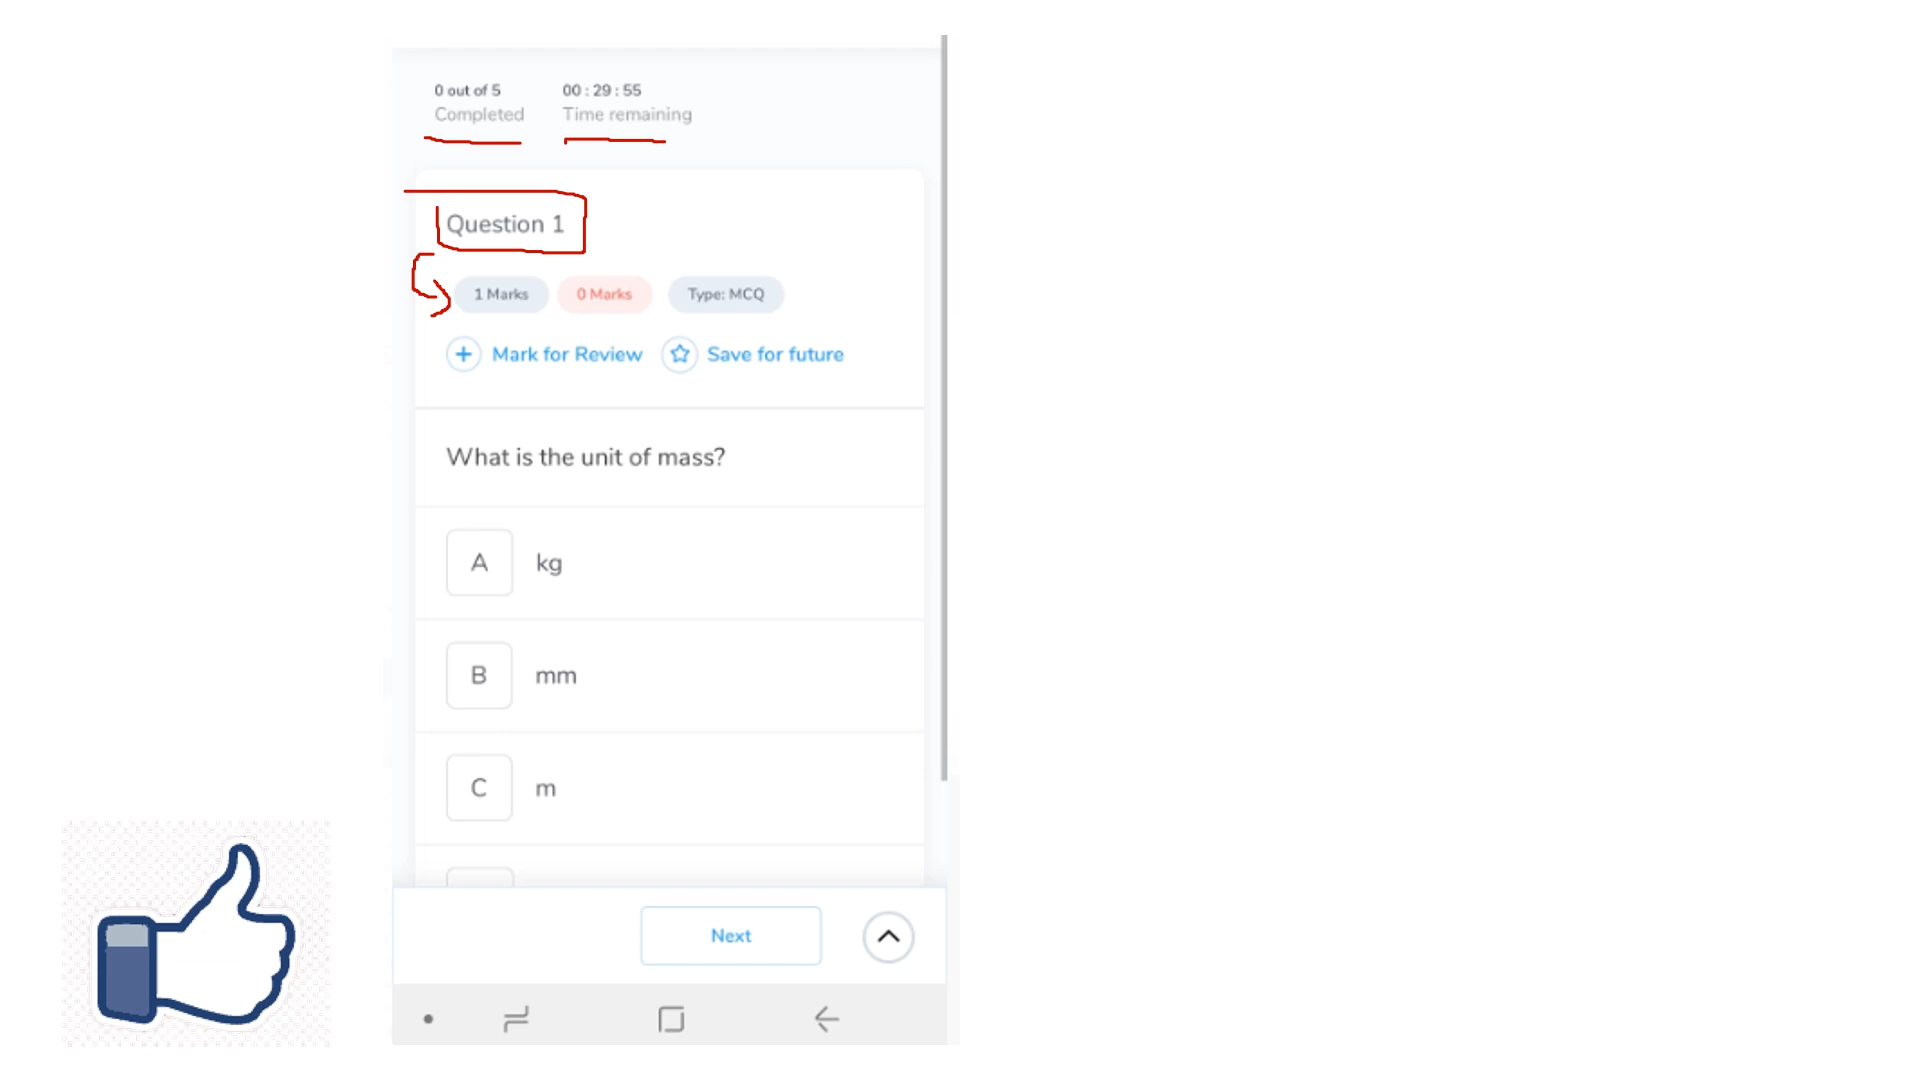 0 out of 5 00 : 29 : 55
Completed Time remaining
Question 1
1 Marks 0 Marks Type: MCQ
Mark for Review Save for future
What is the unit of mass?
A kg
B mm
C m
Next